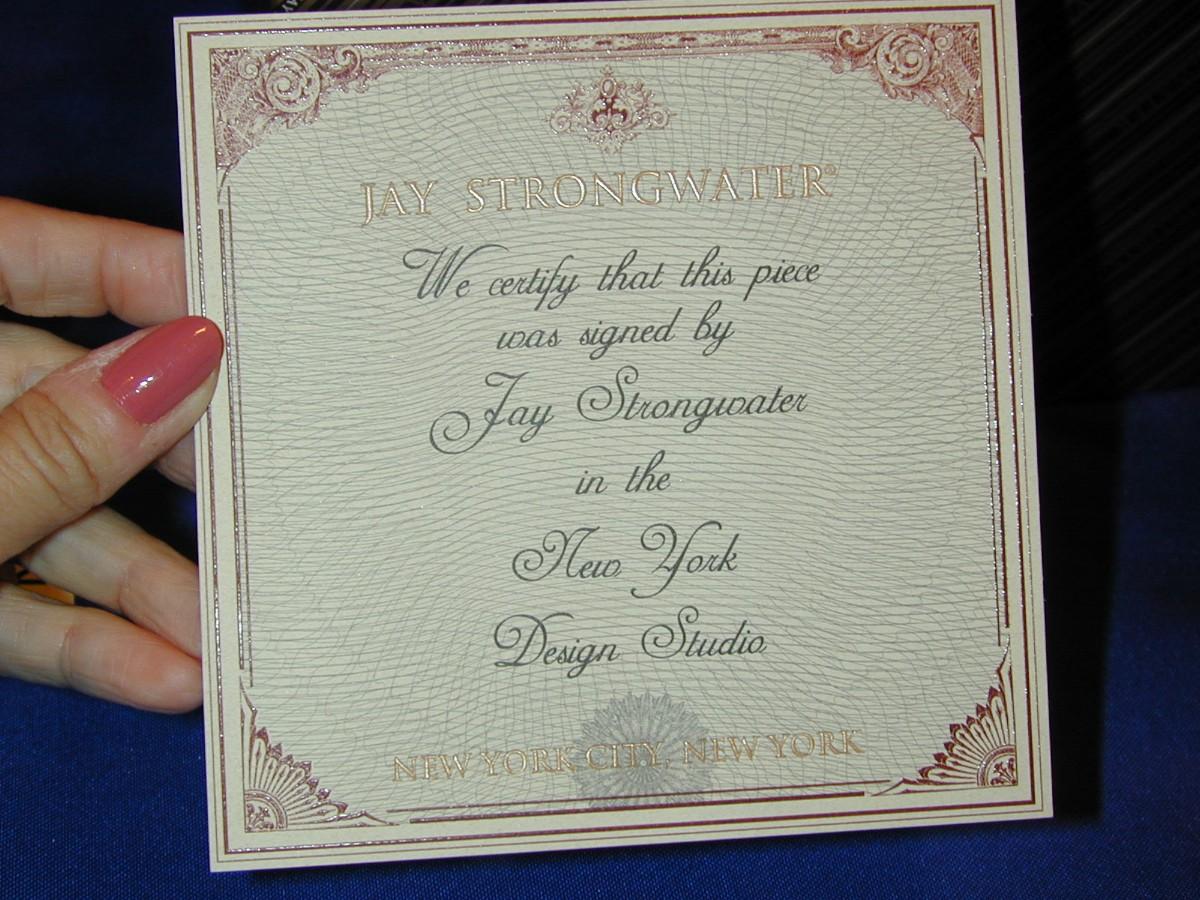 JAY STRONGWATER®
We certify that this piece
was signed by
Jay Strongwater
in the
New York
Design Studio
NEW YORK CITY, NEW YORK